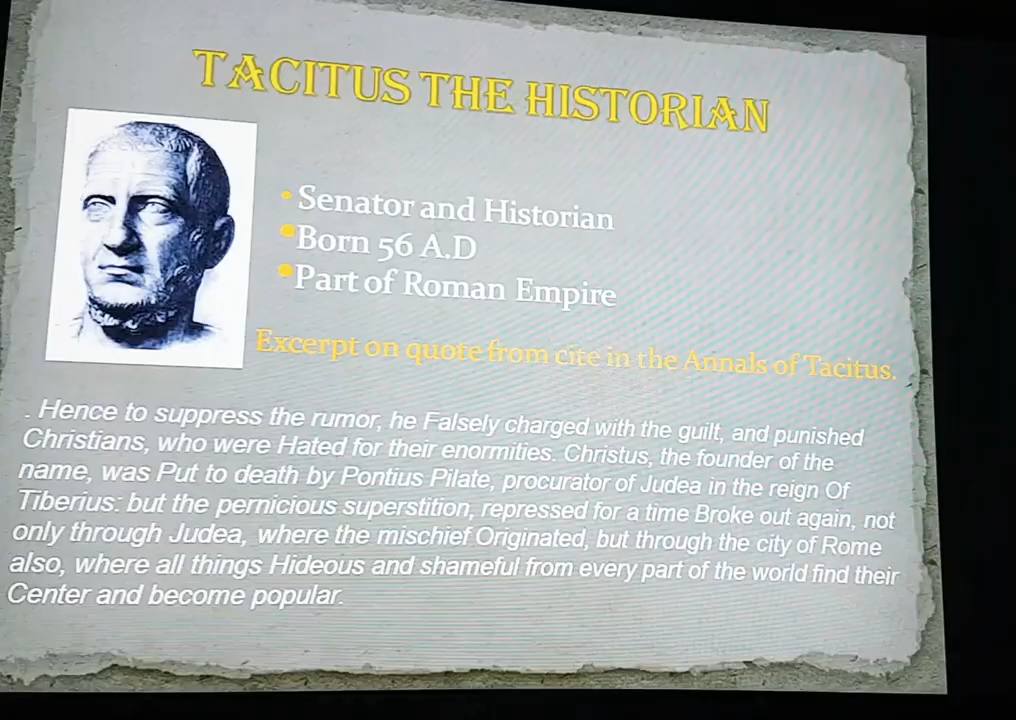 TACITUS THE HISTORIAN
• Senator and Historian
• Born 56 A.D
• Part of Roman Empire
Excerpt on quote from cite in the Annals of Tacitus.
. Hence to suppress the rumor, he Falsely charged with the guilt, and punished
Christians, who were Hated for their enormities. Christus, the founder of the
name, was Put to death by Pontius Pilate, procurator of Judea in the reign Of
Tiberius: but the pernicious superstition, repressed for a time Broke out again, not
only through Judea, where the mischief Originated, but through the city of Rome
also, where all things Hideous and shameful from every part of the world find their
Center and become popular.